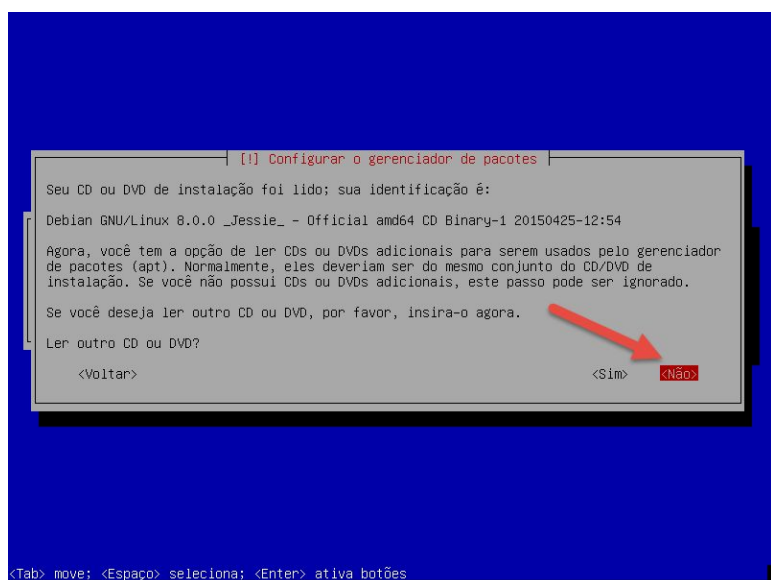 [!] Configurar o gerenciador de pacotes
Seu CD ou DVD de instalação foi lido; sua identificação é:
Debian GNU/Linux 8.0.0 _Jessie_ - Official amd64 CD Binary-1 20150425-12:54
Agora, você tem a opção de ler CDs ou DVDs adicionais para serem usados pelo gerenciador
de pacotes (apt). Normalmente, eles deveriam ser do mesmo conjunto do CD/DVD de
instalação. Se você não possui CDs ou DVDs adicionais, este passo pode ser ignorado.
Se você deseja ler outro CD ou DVD, por favor, insira-o agora.
Ler outro CD ou DVD?
<Voltar> <Sim> <Não>
<Tab> move; <Espaço> seleciona; <Enter> ativa botões